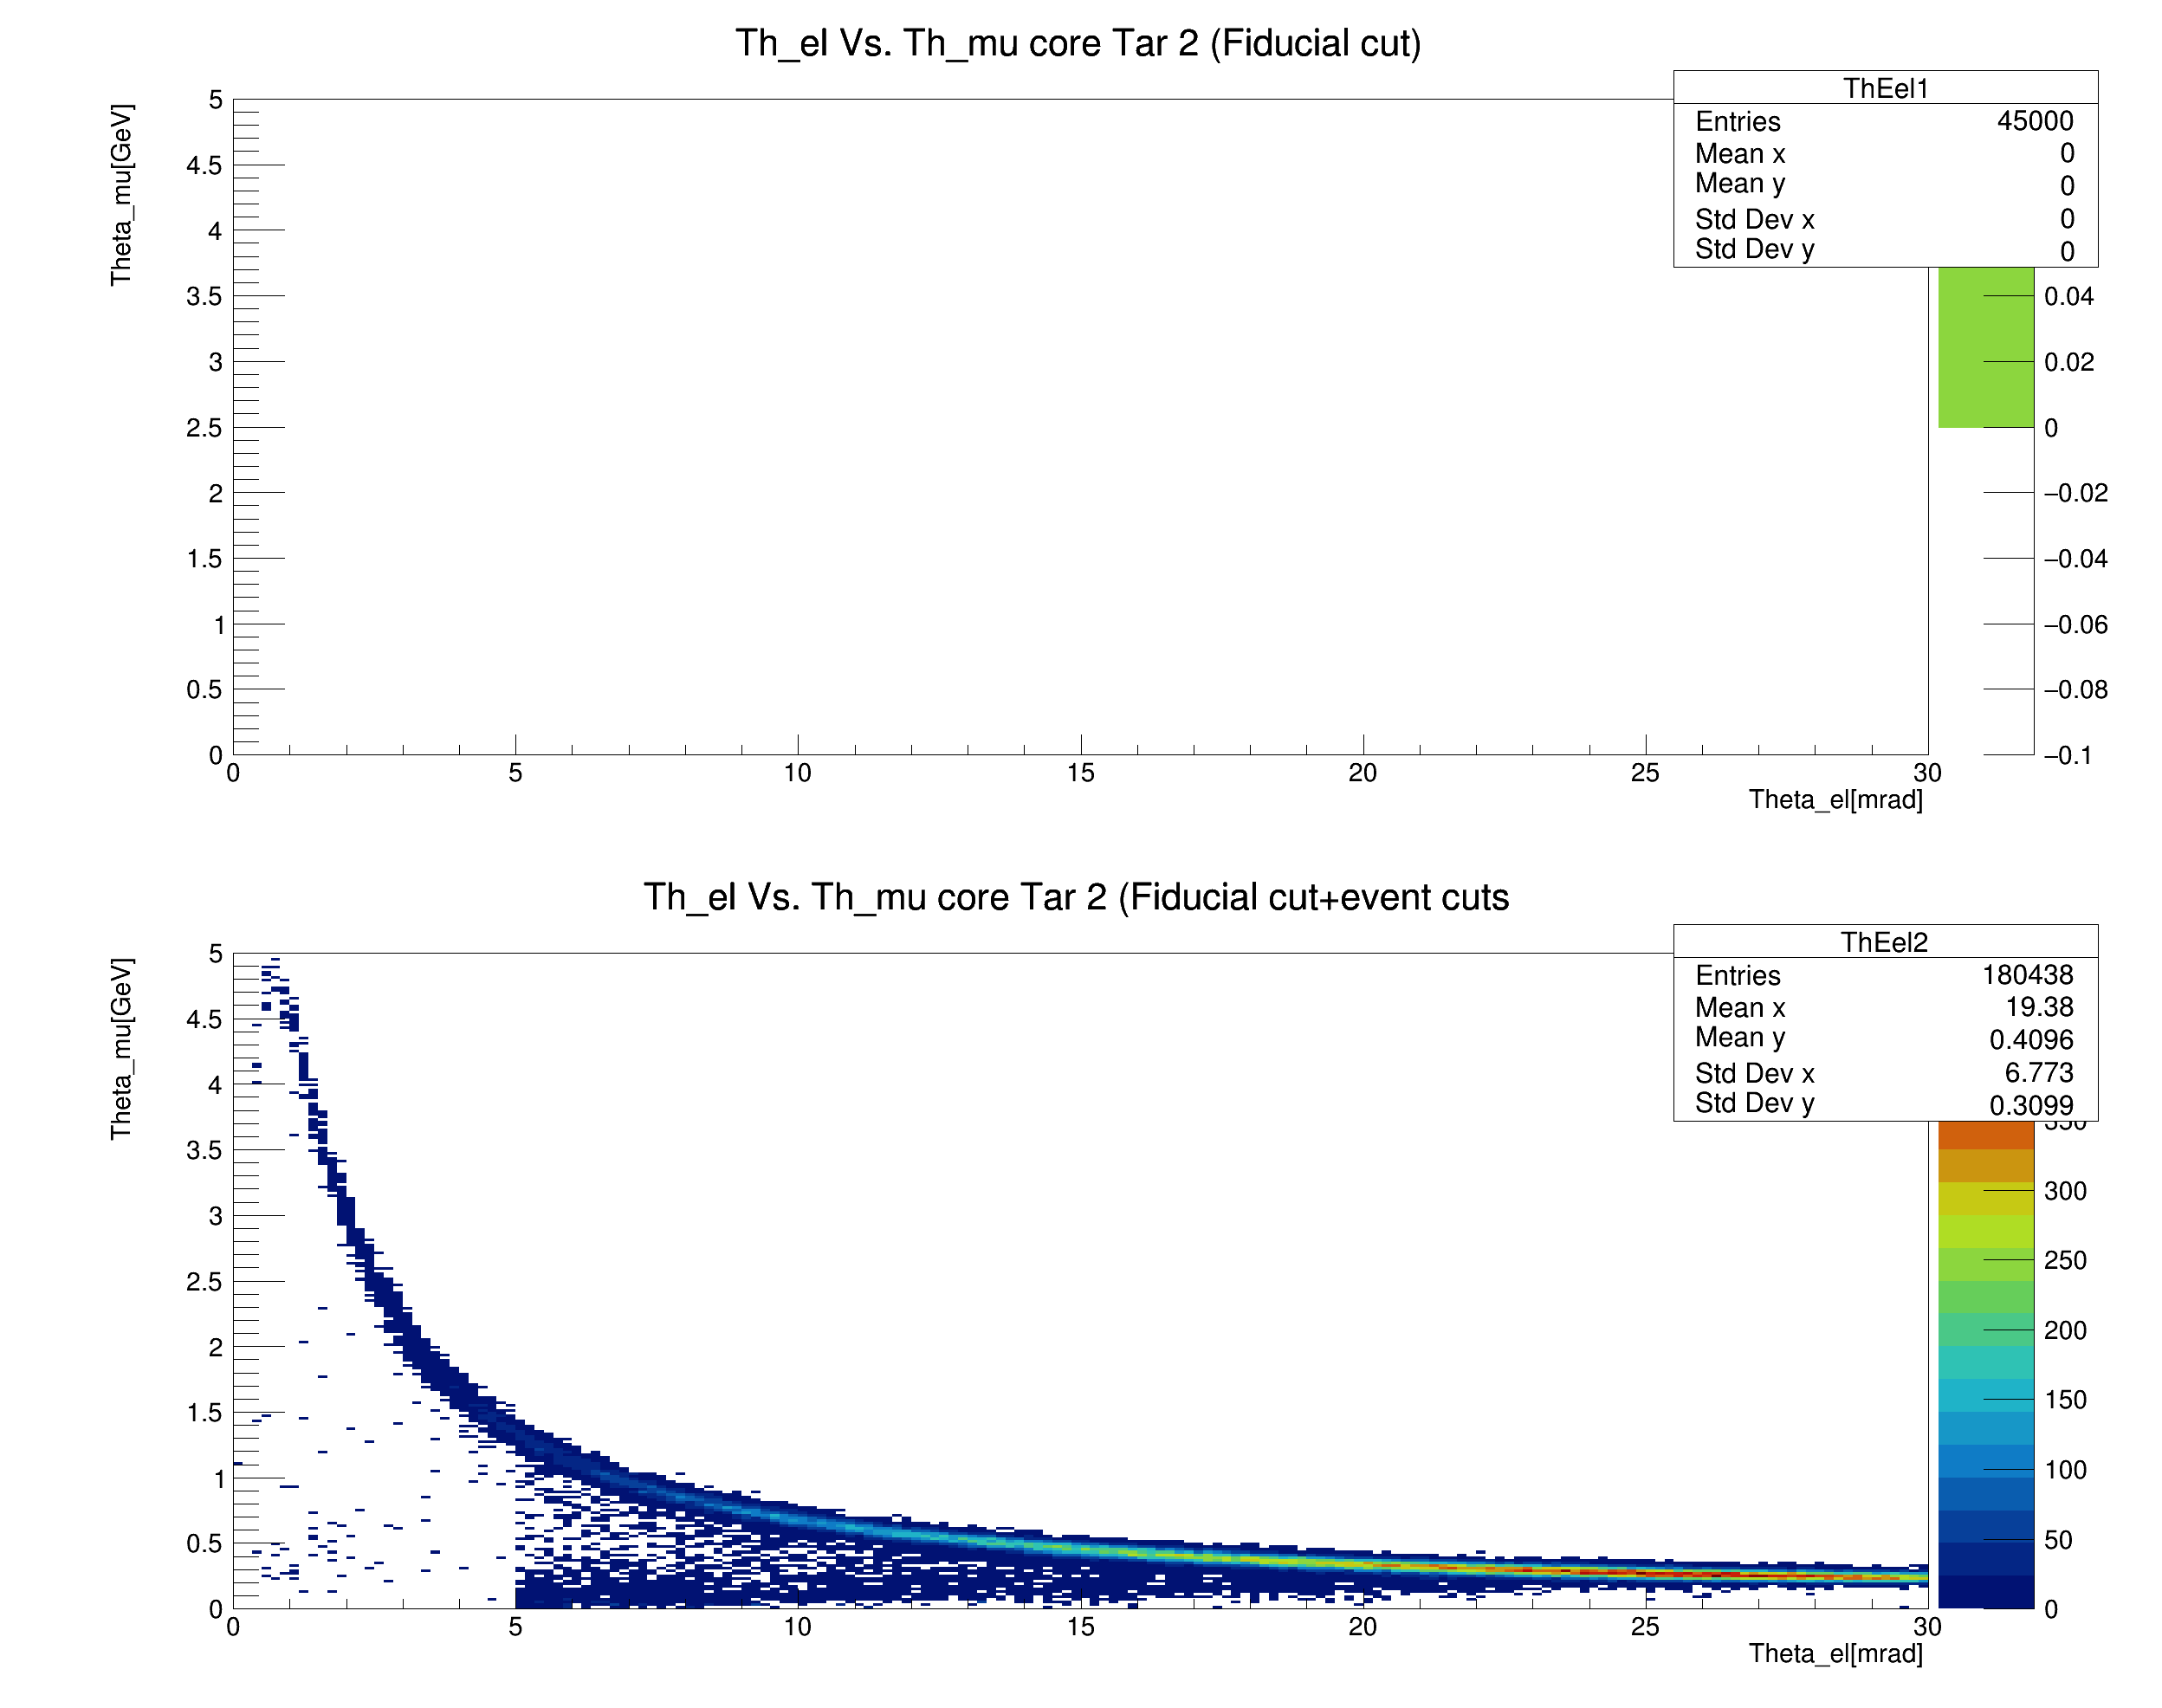 Th_el Vs. Th_mu core Tar 2 (Fiducial cut)
ThEel1
Entries 45000
Mean x 0
Mean y 0
Std Dev x 0
Std Dev y 0
Theta_mu[GeV]
5
4.5
4
3.5
3
2.5
2
1.5
1
0.5
0
0 5 10 15 20 25 30
Theta_el[mrad]
0.04
0.02
0
−0.02
−0.04
−0.06
−0.08
−0.1
Th_el Vs. Th_mu core Tar 2 (Fiducial cut+event cuts
ThEel2
Entries 180438
Mean x 19.38
Mean y 0.4096
Std Dev x 6.773
Std Dev y 0.3099
Theta_mu[GeV]
5
4.5
4
3.5
3
2.5
2
1.5
1
0.5
0
0 5 10 15 20 25 30
Theta_el[mrad]
350
300
250
200
150
100
50
0